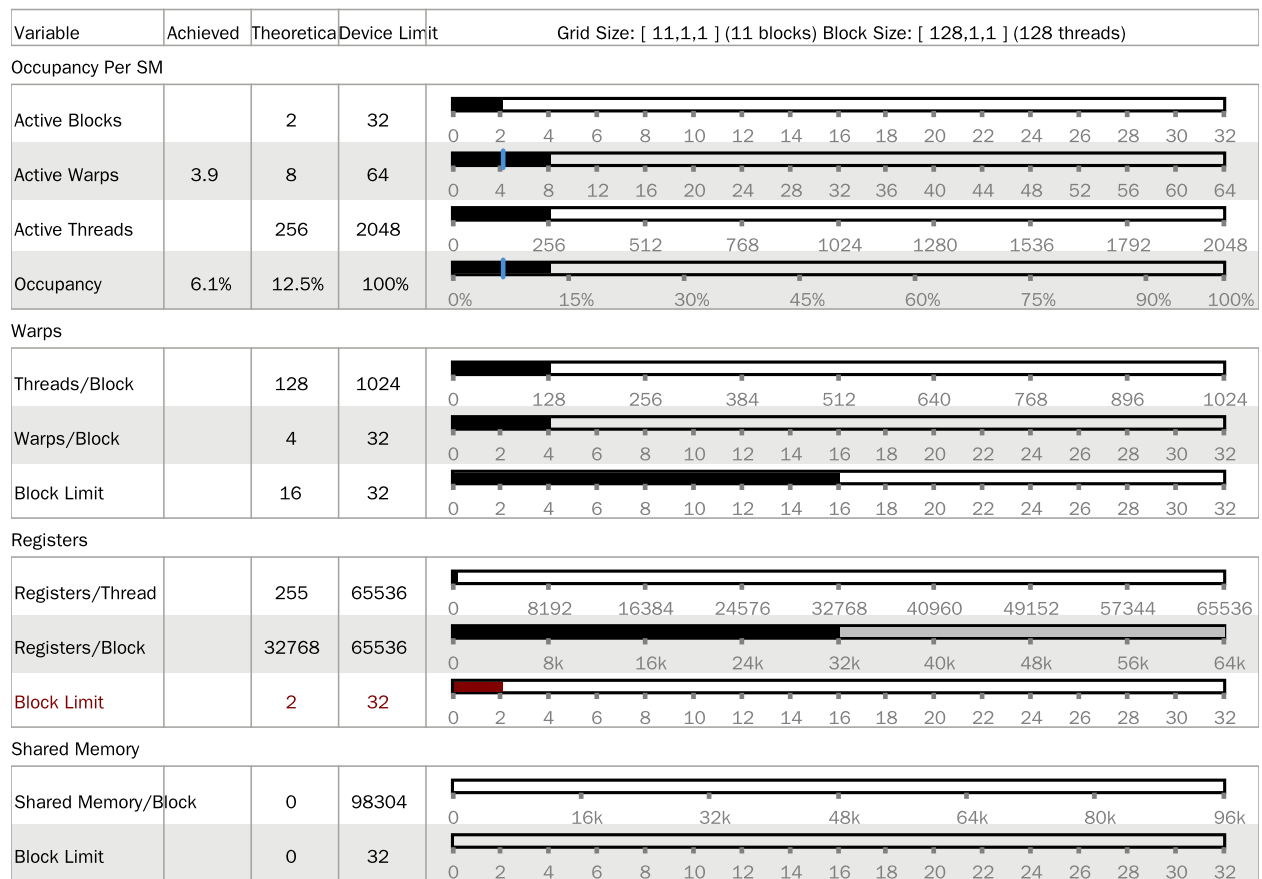 Variable Achieved Theoretica Device Limit Grid Size: [ 11,1,1 ] (11 blocks) Block Size: [ 128,1,1 ] (128 threads)
Occupancy Per SM
Active Blocks 2 32
0 2 4 6 8 10 12 14 16 18 20 22 24 26 28 30 32
Active Warps 3.9 8 64
0 4 8 12 16 20 24 28 32 36 40 44 48 52 56 60 64
Active Threads 256 2048
0 256 512 768 1024 1280 1536 1792 2048
Occupancy 6.1% 12.5% 100%
0% 15% 30% 45% 60% 75% 90% 100%
Warps
Threads/Block 128 1024
0 128 256 384 512 640 768 896 1024
Warps/Block 4 32
0 2 4 6 8 10 12 14 16 18 20 22 24 26 28 30 32
Block Limit 16 32
0 2 4 6 8 10 12 14 16 18 20 22 24 26 28 30 32
Registers
Registers/Thread 255 65536
0 8192 16384 24576 32768 40960 49152 57344 65536
Registers/Block 32768 65536
0 8k 16k 24k 32k 40k 48k 56k 64k
Block Limit 2 32
0 2 4 6 8 10 12 14 16 18 20 22 24 26 28 30 32
Shared Memory
Shared Memory/Block 0 98304
0 16k 32k 48k 64k 80k 96k
Block Limit 0 32
0 2 4 6 8 10 12 14 16 18 20 22 24 26 28 30 32